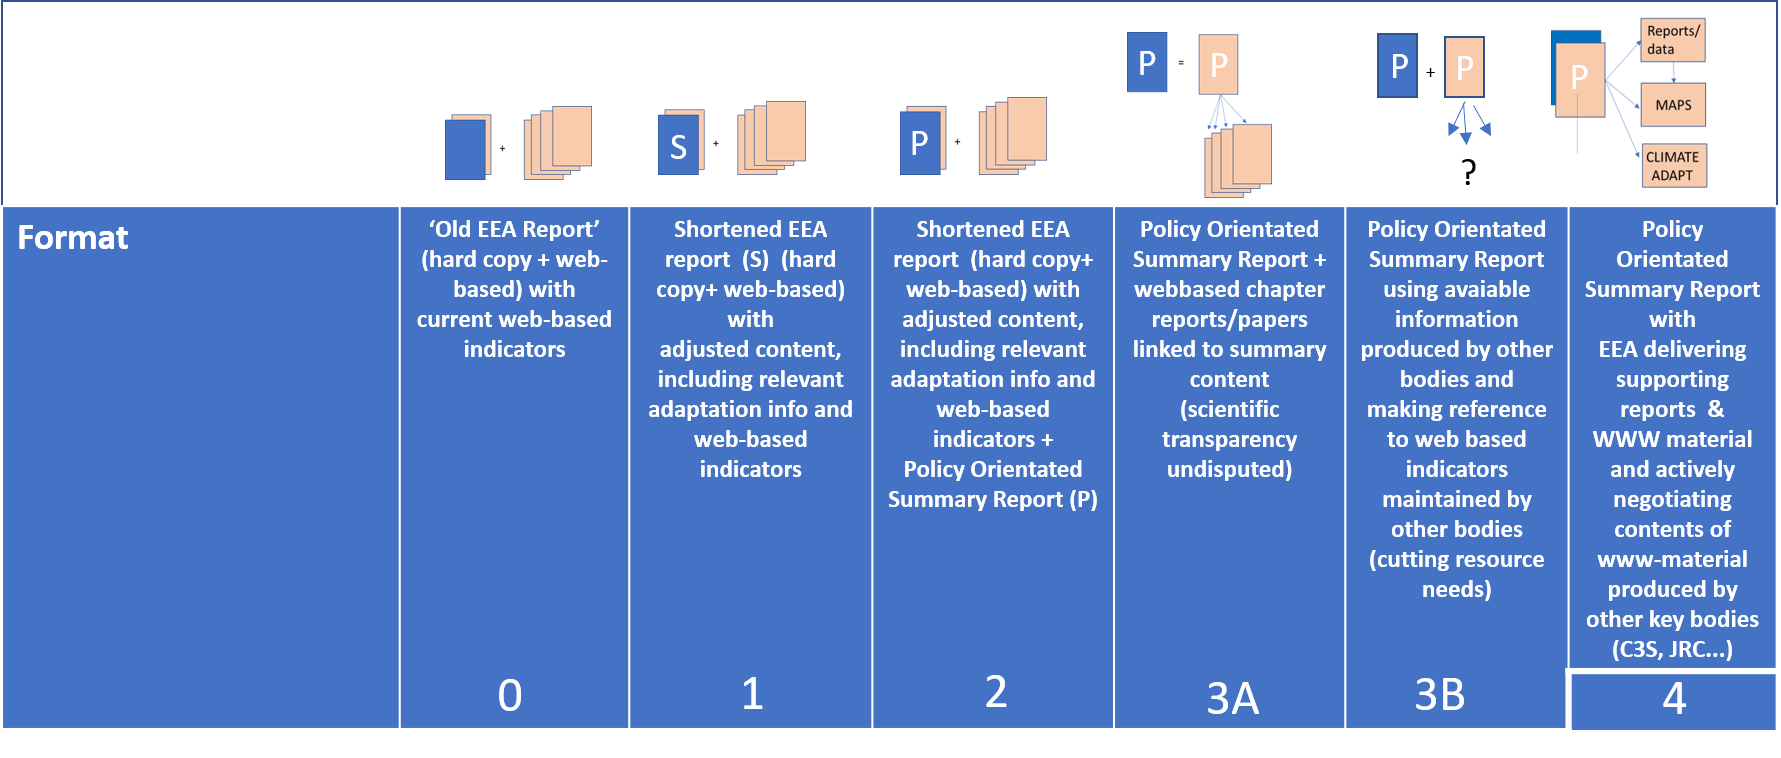 +
S
+
P
+
P
=
P
P
+
P
?
P
Reports/
data
MAPS
CLIMATE
ADAPT
Format
‘Old EEA Report’
(hard copy + web-
based) with
current web-based
indicators
0
Shortened EEA
report (S) (hard
copy+ web-based)
with
adjusted content,
including relevant
adaptation info and
web-based
indicators
1
Shortened EEA
report (hard copy+
web-based) with
adjusted content,
including relevant
adaptation info and
web-based
indicators +
Policy Orientated
Summary Report (P)
2
Policy Orientated
Summary Report +
webbased chapter
reports/papers
linked to summary
content
(scientific
transparency
undisputed)
3A
Policy Orientated
Summary Report
using avaiable
information
produced by other
bodies and
making reference
to web based
indicators
maintained by
other bodies
(cutting resource
needs)
3B
Policy
Orientated
Summary Report
with
EEA delivering
supporting
reports &
WWW material
and actively
negotiating
contents of
www-material
produced by
other key bodies
(C3S, JRC...)
4